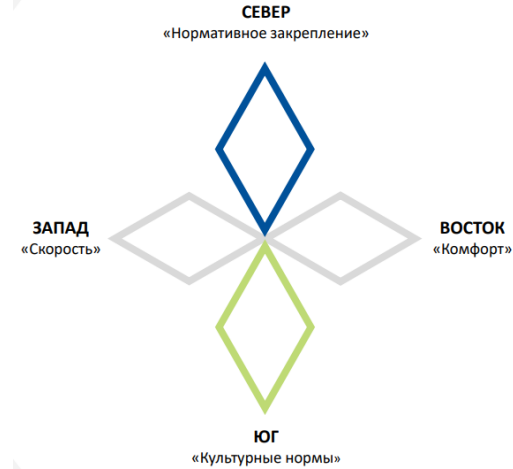 СЕВЕР
«Нормативное закрепление»
ЗАПАД
«Скорость»
ВОСТОК
«Комфорт»
ЮГ
«Культурные нормы»